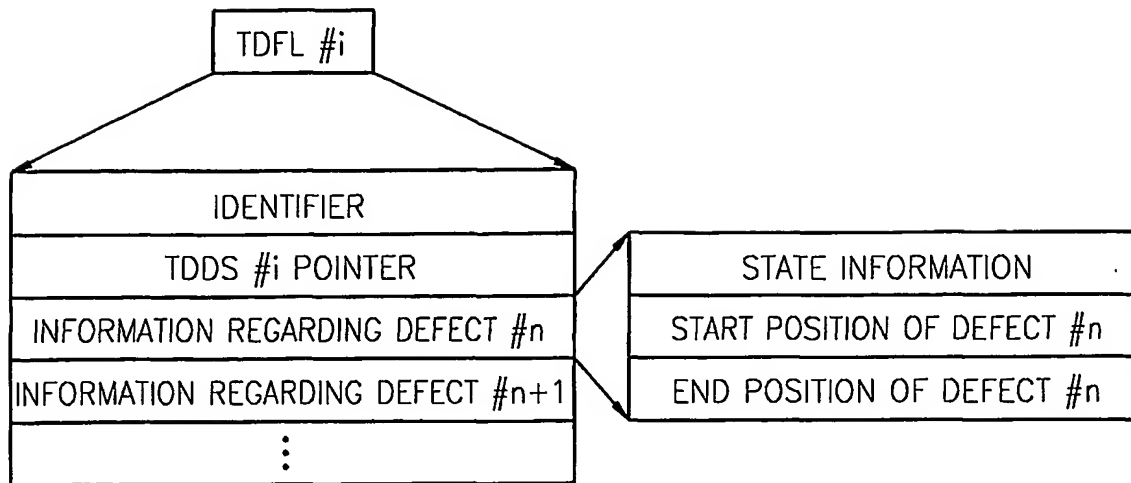 TDFL #i
IDENTIFIER
TDDS #i POINTER
INFORMATION REGARDING DEFECT #n
INFORMATION REGARDING DEFECT #n+1
STATE INFORMATION
START POSITION OF DEFECT #n
END POSITION OF DEFECT #n